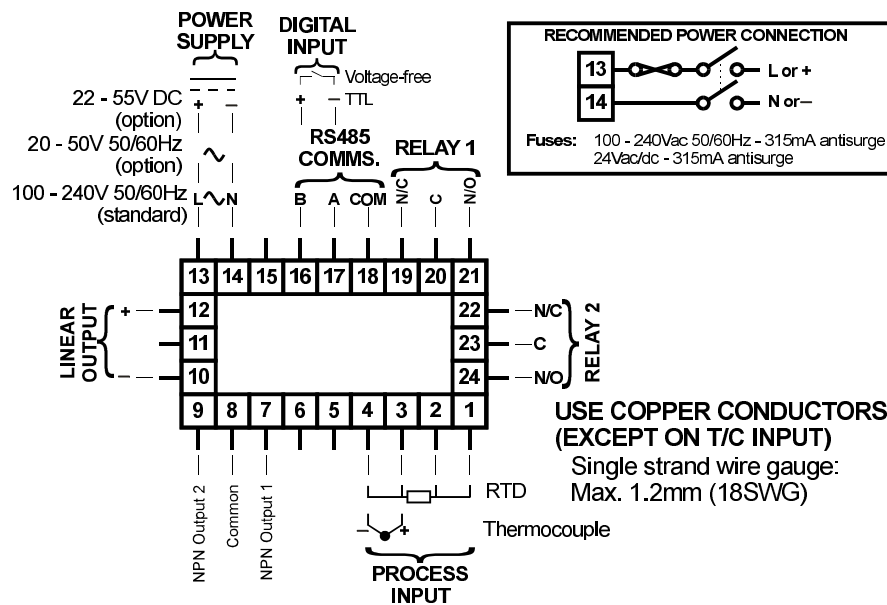 POWER
SUPPLY
22 - 55V DC
(option)
+ –
20 - 50V 50/60Hz
(option)
100 - 240V 50/60Hz
(standard)
L N
DIGITAL
INPUT
Voltage-free
+ – TTL
RS485
COMMS.
B A COM
RELAY 1
N/C C N/O
RECOMMENDED POWER CONNECTION
13 L or +
14 N or –
Fuses: 100 - 240Vac 50/60Hz - 315mA antisurge
24Vac/dc - 315mA antisurge
13 14 15 16 17 18 19 20 21
12 22
11 23
10 24
9 8 7 6 5 4 3 2 1
LINEAR
OUTPUT
+
–
N/C
C
N/O
RELAY 2
USE COPPER CONDUCTORS
(EXCEPT ON T/C INPUT)
Single strand wire gauge:
Max. 1.2mm (18SWG)
NPN Output 2
Common
NPN Output 1
RTD
– + Thermocouple
PROCESS
INPUT